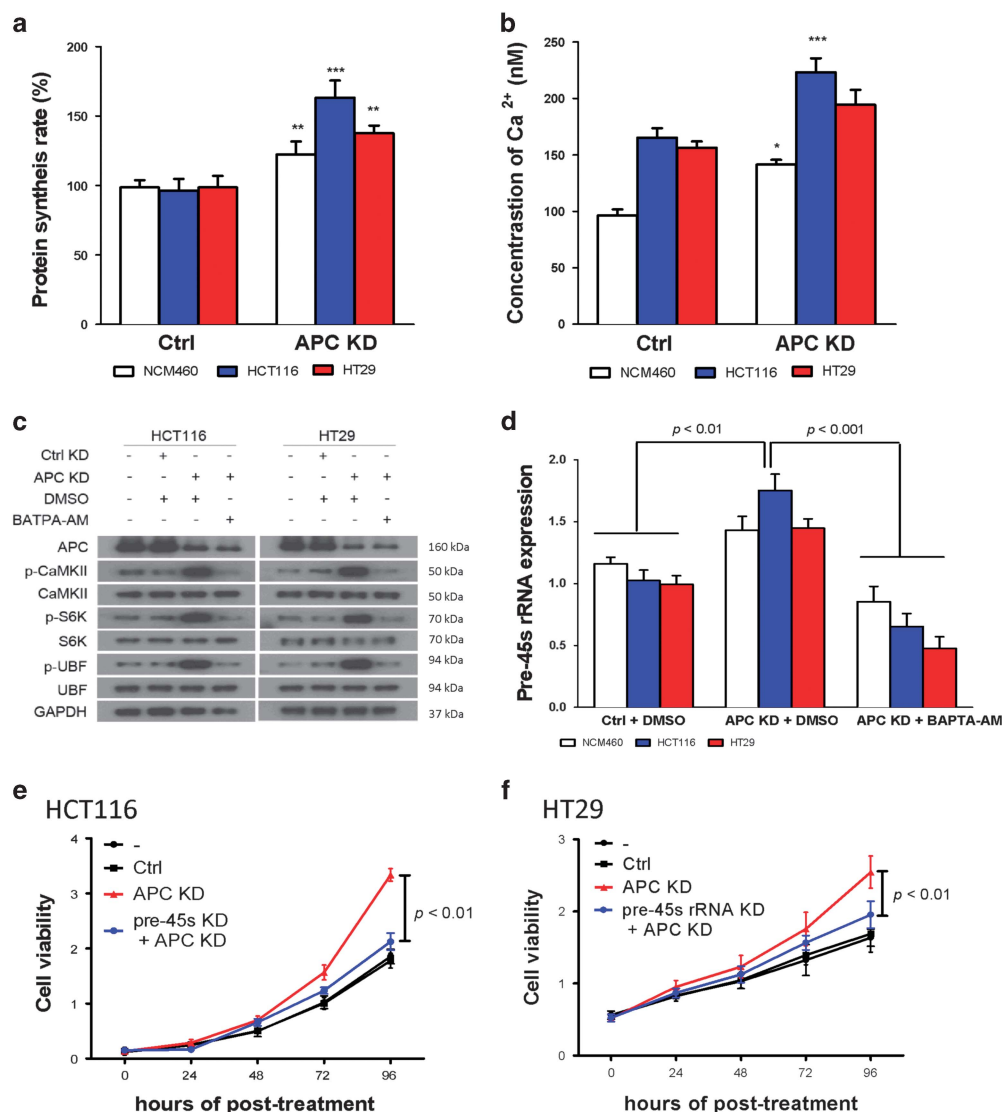 a
Protein syntheis rate (%)
200
150
100
50
0
** *** **
Ctrl APC KD
NCM460 HCT116 HT29
b
Concentrastion of Ca 2+ (nM)
250
200
150
100
50
0
* ***
Ctrl APC KD
NCM460 HCT116 HT29
c
HCT116 HT29
Ctrl KD - + - - - + - -
APC KD - - + + - - + +
DMSO - + + - - + + -
BATPA-AM - - - + - - - +
APC 160 kDa
p-CaMKII 50 kDa
CaMKII 50 kDa
p-S6K 70 kDa
S6K 70 kDa
p-UBF 94 kDa
UBF 94 kDa
GAPDH 37 kDa
d
Pre-45s rRNA expression
p < 0.01 p < 0.001
2.0
1.5
1.0
0.5
0.0
Ctrl + DMSO APC KD + DMSO APC KD + BAPTA-AM
NCM460 HCT116 HT29
e
HCT116
Cell viability
4
3
2
1
0
-
Ctrl
APC KD
pre-45s KD
+ APC KD
p < 0.01
0 24 48 72 96
hours of post-treatment
f
HT29
Cell viability
3
2
1
0
-
Ctrl
APC KD
pre-45s rRNA KD
+ APC KD
p < 0.01
0 24 48 72 96
hours of post-treatment